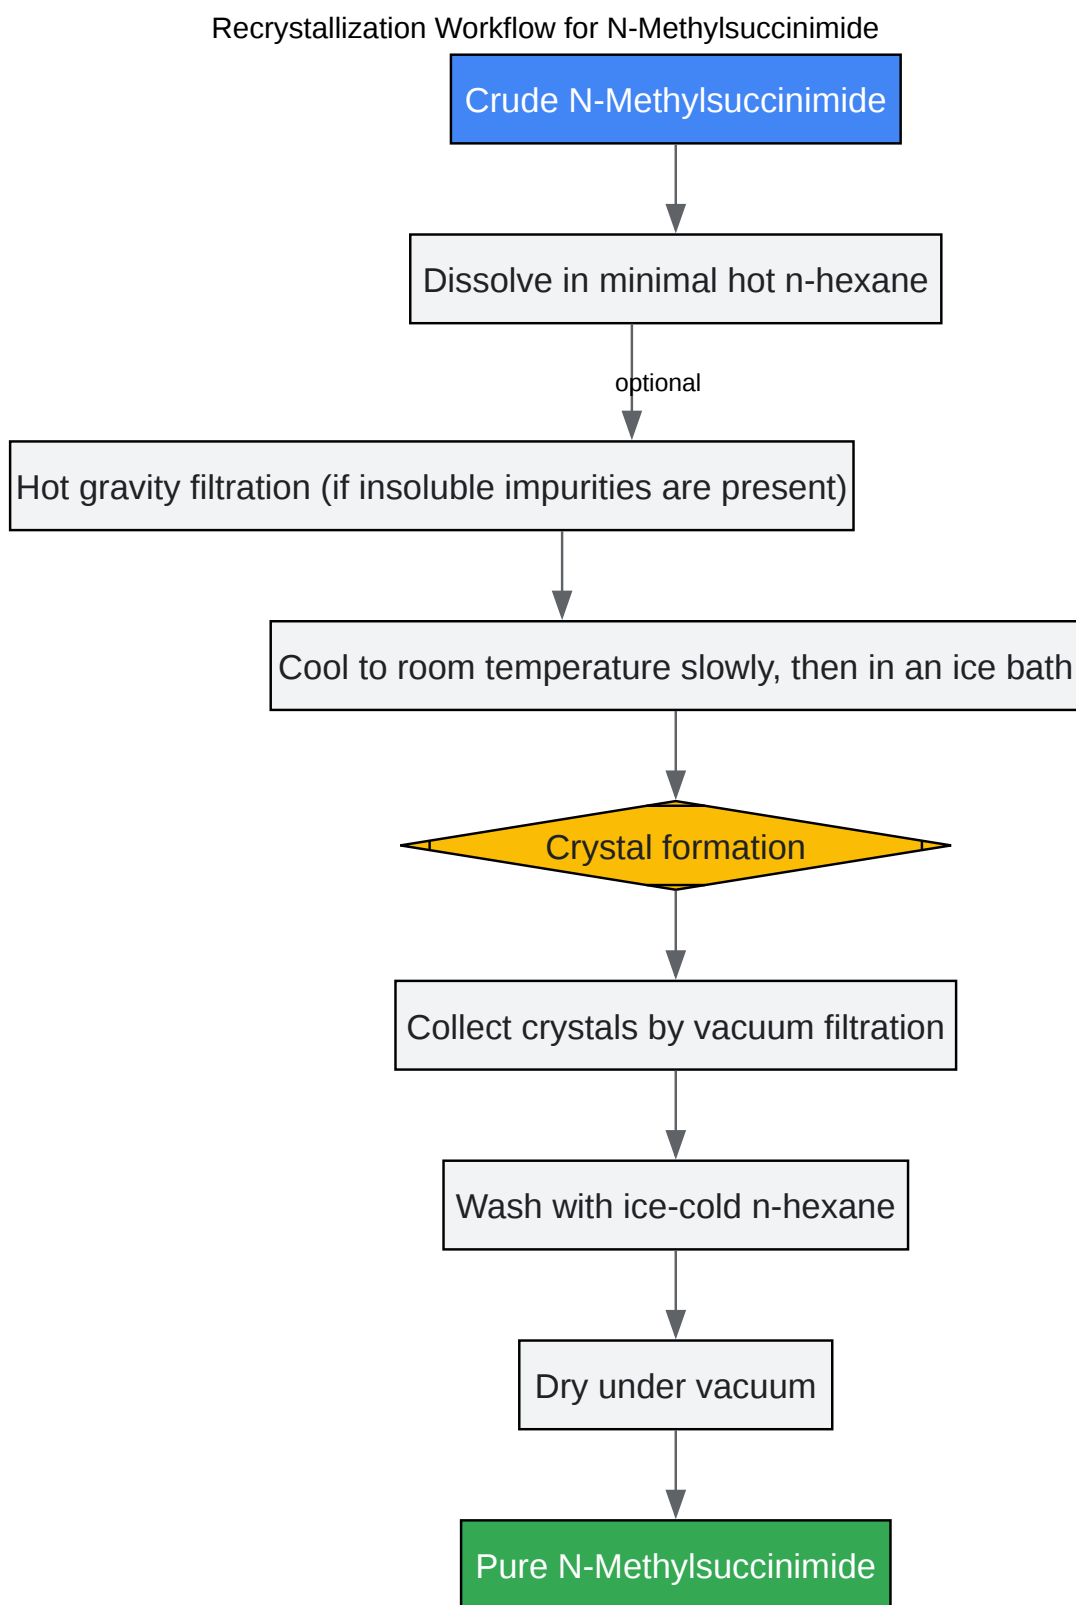 Recrystallization Workflow for N-Methylsuccinimide
Crude N-Methylsuccinimide
Dissolve in minimal hot n-hexane
optional
Hot gravity filtration (if insoluble impurities are present)
Cool to room temperature slowly, then in an ice bath
Crystal formation
Collect crystals by vacuum filtration
Wash with ice-cold n-hexane
Dry under vacuum
Pure N-Methylsuccinimide